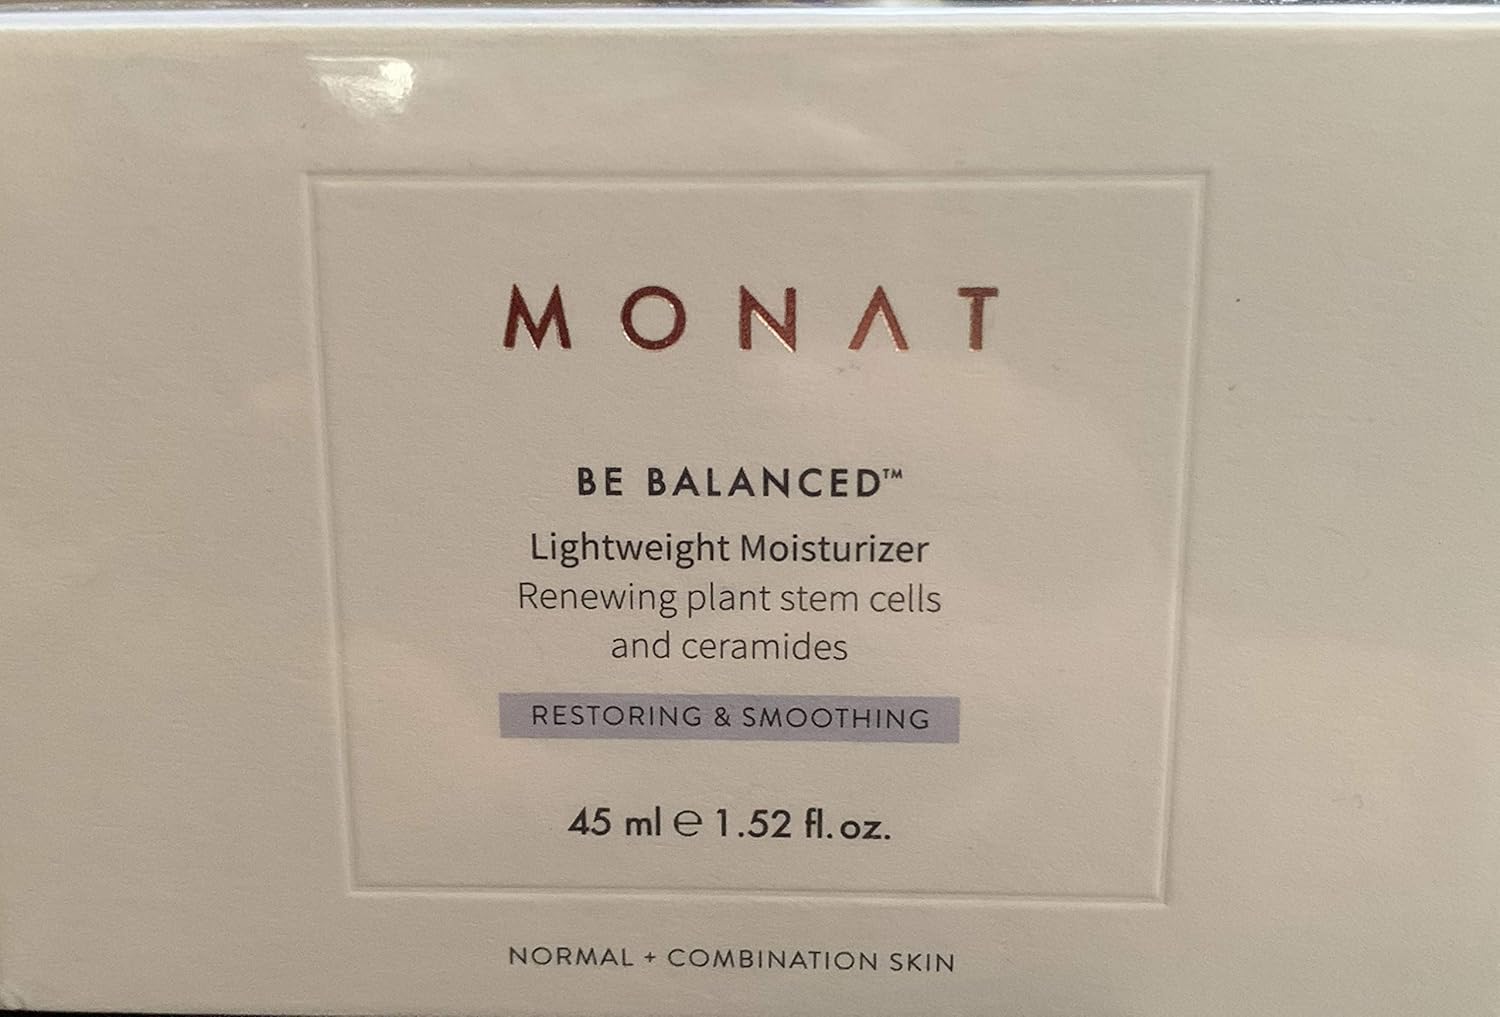 MONAT
BE BALANCED™
Lightweight Moisturizer
Renewing plant stem cells
and ceramides
RESTORING & SMOOTHING
45 ml ℮ 1.52 fl. oz.
NORMAL + COMBINATION SKIN